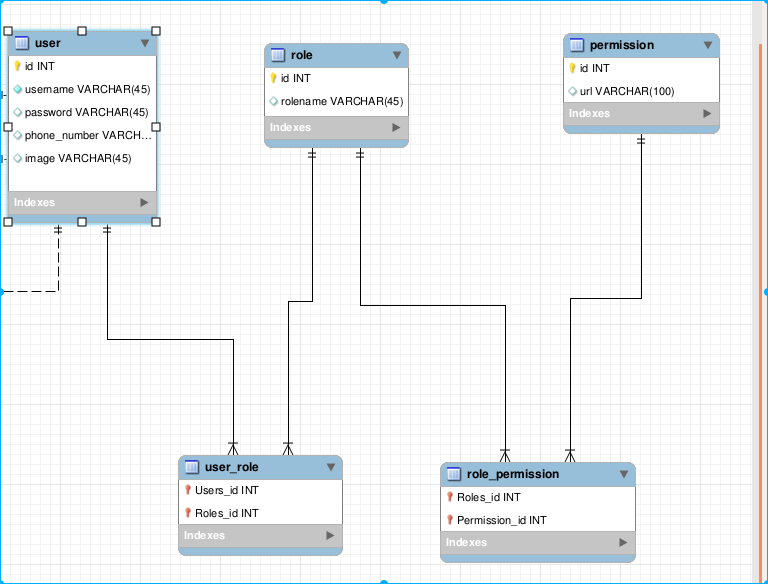 user
id INT
username VARCHAR(45)
password VARCHAR(45)
phone_number VARCH...
image VARCHAR(45)
Indexes
role
id INT
rolename VARCHAR(45)
Indexes
permission
id INT
url VARCHAR(100)
Indexes
user_role
Users_id INT
Roles_id INT
Indexes
role_permission
Roles_id INT
Permission_id INT
Indexes